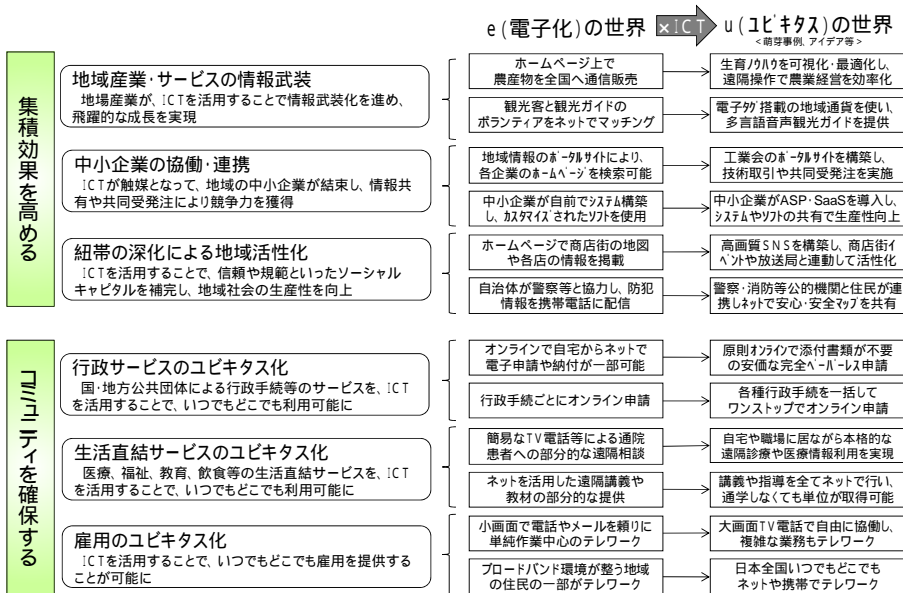 e(電子化)の世界
×ICT
u(ユビキタス)の世界
<萌芽事例、アイデア等>
集積効果を高める
地域産業・サービスの情報武装
地場産業が、ICTを活用することで情報武装化を進め、
飛躍的な成長を実現
ホームページ上で
農産物を全国へ通信販売
生育ノウハウを可視化・最適化し、
遠隔操作で農業経営を効率化
観光客と観光ガイドの
ボランティアをネットでマッチング
電子タグ搭載の地域通貨を使い、
多言語音声観光ガイドを提供
中小企業の協働・連携
ICTが触媒となって、地域の中小企業が結束し、情報共
有や共同受発注により競争力を獲得
地域情報のポータルサイトにより、
各企業のホームページを検索可能
工業会のポータルサイトを構築し、
技術取引や共同受発注を実施
中小企業が自前でシステム構築
し、カスタマイズされたソフトを使用
中小企業がASP・SaaSを導入し、
システムやソフトの共有で生産性向上
紐帯の深化による地域活性化
ICTを活用することで、信頼や規範といったソーシャル
キャピタルを補完し、地域社会の生産性を向上
ホームページで商店街の地図
や各店の情報を掲載
高画質SNSを構築し、商店街イ
ベントや放送局と連動して活性化
自治体が警察等と協力し、防犯
情報を携帯電話に配信
警察・消防等公的機関と住民が連
携しネットで安心・安全マップを共有
コミュニティを確保する
行政サービスのユビキタス化
国・地方公共団体による行政手続等のサービスを、ICT
を活用することで、いつでもどこでも利用可能に
オンラインで自宅からネットで
電子申請や納付が一部可能
原則オンラインで添付書類が不要
の安価な完全ペーパーレス申請
行政手続ごとにオンライン申請
各種行政手続を一括して
ワンストップでオンライン申請
生活直結サービスのユビキタス化
医療、福祉、教育、飲食等の生活直結サービスを、ICT
を活用することで、いつでもどこでも利用可能に
簡易なTV電話等による通院
患者への部分的な遠隔相談
自宅や職場に居ながら本格的な
遠隔診療や医療情報利用を実現
ネットを活用した遠隔講義や
教材の部分的な提供
講義や指導を全てネットで行い、
通学しなくても単位が取得可能
雇用のユビキタス化
ICTを活用することで、いつでもどこでも雇用を提供する
ことが可能に
小画面で電話やメールを頼りに
単純作業中心のテレワーク
大画面TV電話で自由に協働し、
複雑な業務もテレワーク
ブロードバンド環境が整う地域
の住民の一部がテレワーク
日本全国いつでもどこでも
ネットや携帯でテレワーク